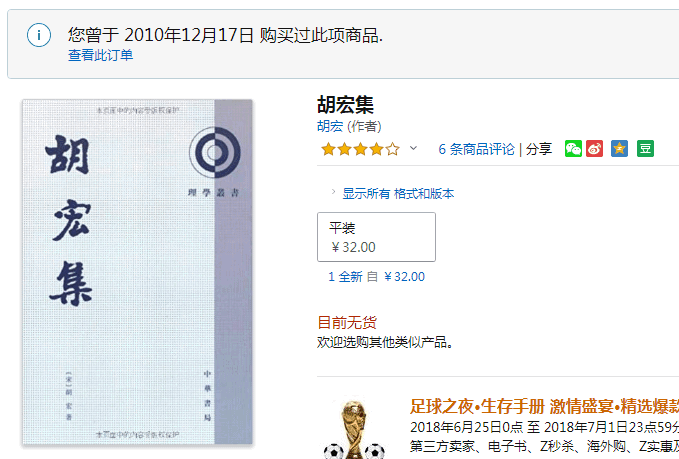 您曾于 2010年12月17日 购买过此项商品.
查看此订单
本页面中的内容受版权保护
胡宏集
理學叢書
〔宋〕胡 宏 著
中華書局
本页面中的内容受版权保护
胡宏集
胡宏 (作者)
6 条商品评论 | 分享
豆
显示所有 格式和版本
平装
￥32.00
1 全新 自 ￥32.00
目前无货
欢迎选购其他类似产品。
足球之夜•生存手册 激情盛宴•精选爆款
2018年6月25日0点 至 2018年7月1日23点59分
第三方卖家、电子书、Z秒杀、海外购、Z实惠及